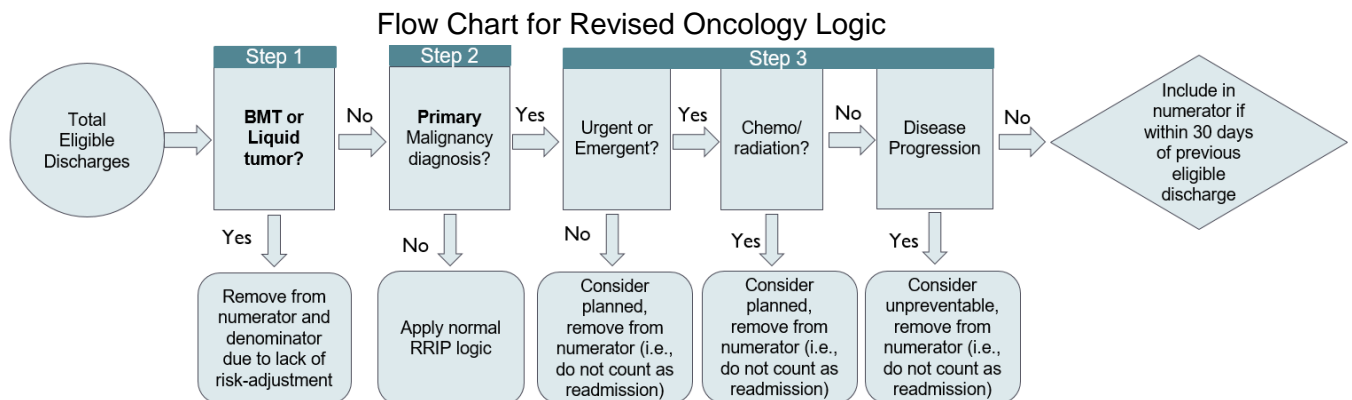 Flow Chart for Revised Oncology Logic
Step 1
Step 2
Step 3
Total
Eligible
Discharges
BMT or
Liquid
tumor?
No
Primary
Malignancy
diagnosis?
Yes
Urgent or
Emergent?
Yes
Chemo/
radiation?
No
Disease
Progression
No
Include in
numerator if
within 30 days
of previous
eligible
discharge
Yes
No
No
Yes
Yes
Remove from
numerator and
denominator
due to lack of
risk-adjustment
Apply normal
RRIP logic
Consider
planned,
remove from
numerator (i.e.,
do not count as
readmission)
Consider
planned,
remove from
numerator (i.e.,
do not count as
readmission)
Consider
unpreventable,
remove from
numerator (i.e.,
do not count as
readmission)